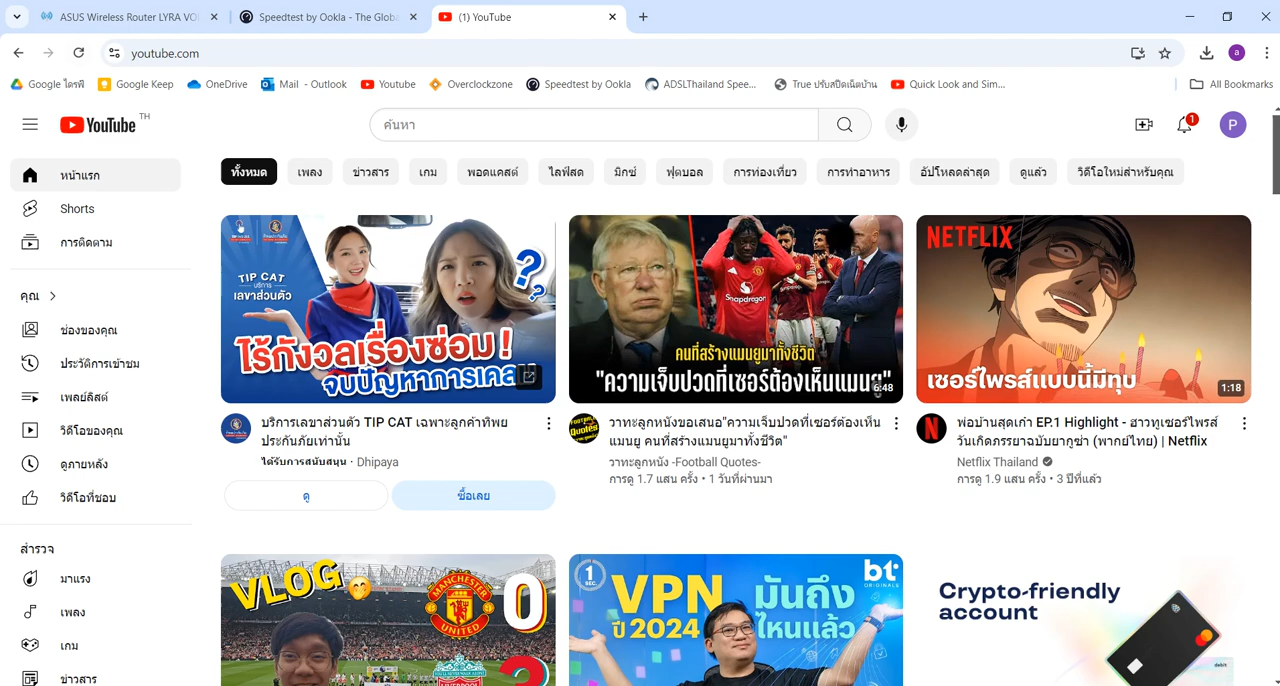 ASUS Wireless Router LYRA VO
Speedtest by Ookla - The Globa
(1) YouTube
youtube.com
a
Google ไดรฟ์
Google Keep
OneDrive
Mail - Outlook
Youtube
Overclockzone
Speedtest by Ookla
ADSLThailand Spee...
True ปรับสปีดเน็ตบ้าน
Quick Look and Sim...
All Bookmarks
YouTube TH
ค้นหา
1
P
หน้าแรก
Shorts
การติดตาม
คุณ
ช่องของคุณ
ประวัติการเข้าชม
เพลย์ลิสต์
วิดีโอของคุณ
ดูภายหลัง
วิดีโอที่ชอบ
สำรวจ
มาแรง
เพลง
เกม
ข่าวสาร
ทั้งหมด
เพลง
ข่าวสาร
เกม
พอดแคสต์
ไลฟ์สด
มิกซ์
ฟุตบอล
การท่องเที่ยว
การทำอาหาร
อัปโหลดล่าสุด
ดูแล้ว
วิดีโอใหม่สำหรับคุณ
TIP CAT
บริการ
เลขาส่วนตัว
??
ไร้กังวลเรื่องซ่อม!
จบปัญหาการเคลม
บริการเลขาส่วนตัว TIP CAT เฉพาะลูกค้าทิพย
ประกันภัยเท่านั้น
ได้รับการสนับสนุน · Dhipaya
ดู
ซื้อเลย
Snapdragon
คนที่สร้างแมนยูมาทั้งชีวิต
"ความเจ็บปวดที่เซอร์ต้องเห็นแมนยู"
6:48
FOOTBALL
Quotes
วาทะลูกหนังขอเสนอ"ความเจ็บปวดที่เซอร์ต้องเห็น
แมนยู คนที่สร้างแมนยูมาทั้งชีวิต"
วาทะลูกหนัง -Football Quotes-
การดู 1.7 แสน ครั้ง • 1 วันที่ผ่านมา
NETFLIX
เซอร์ไพรส์แบบนี้มีทุบ
1:18
N
พ่อบ้านสุดเก๋า EP.1 Highlight - ฮาวทูเซอร์ไพรส์
วันเกิดภรรยาฉบับยากูซ่า (พากย์ไทย) | Netflix
Netflix Thailand
การดู 1.9 แสน ครั้ง • 3 ปีที่แล้ว
VLOG
MANCHESTER
UNITED
0
LIVERPOOL
3
1
SEC.
VPN
ปี 2024
มันถึง
ไหนแล้ว
bt
ORIGINALS
Crypto-friendly
account
debit